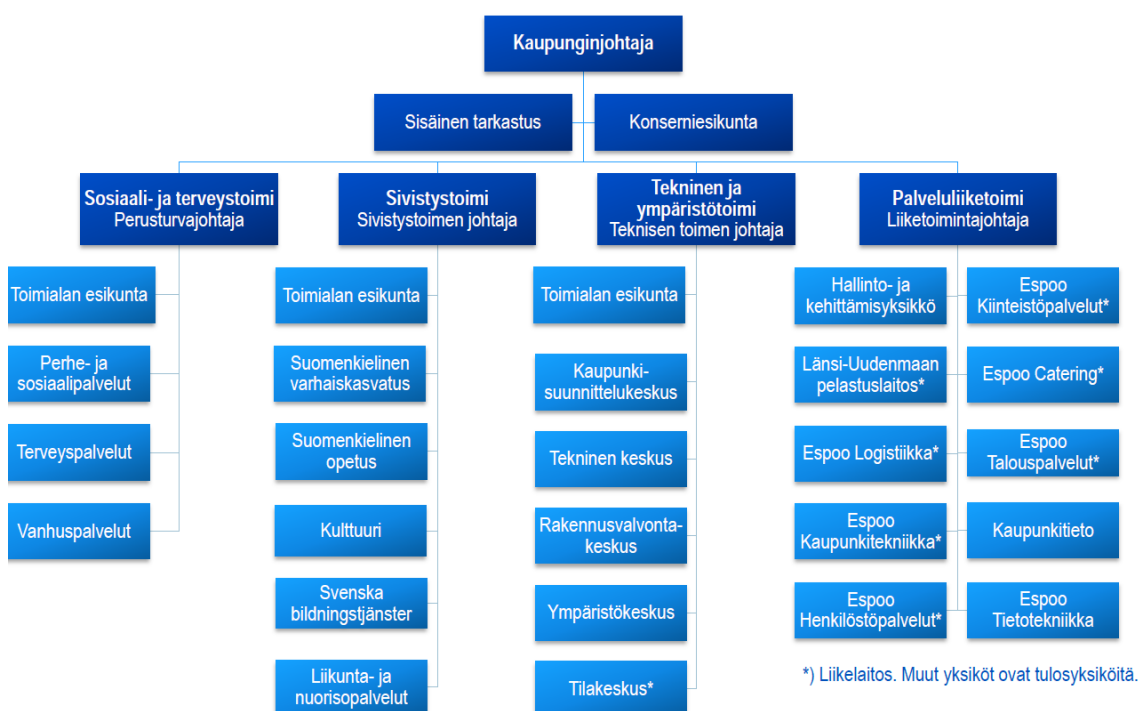 Kaupunginjohtaja
Sisäinen tarkastus
Konserniesikunta
Sosiaali- ja terveystoimi
Perusturvajohtaja
Sivistystoimi
Sivistystoimen johtaja
Tekninen ja
ympäristötoimi
Teknisen toimen johtaja
Palveluliiketoimi
Liiketoimintajohtaja
Toimialan esikunta
Perhe- ja
sosiaalipalvelut
Terveyspalvelut
Vanhuspalvelut
Toimialan esikunta
Suomenkielinen
varhaiskasvatus
Suomenkielinen
opetus
Kulttuuri
Svenska
bildningstjänster
Liikunta- ja
nuorisopalvelut
Toimialan esikunta
Kaupunki-
suunnittelukeskus
Tekninen keskus
Rakennusvalvonta-
keskus
Ympäristökeskus
Tilakeskus*
Hallinto- ja
kehittämisyksikkö
Länsi-Uudenmaan
pelastuslaitos*
Espoo Logistiikka*
Espoo
Kaupunkitekniikka*
Espoo
Henkilöstöpalvelut*
Espoo
Kiinteistöpalvelut*
Espoo Catering*
Espoo
Talouspalvelut*
Kaupunkitieto
Espoo
Tietotekniikka
*) Liikelaitos. Muut yksiköt ovat tulosyksiköitä.